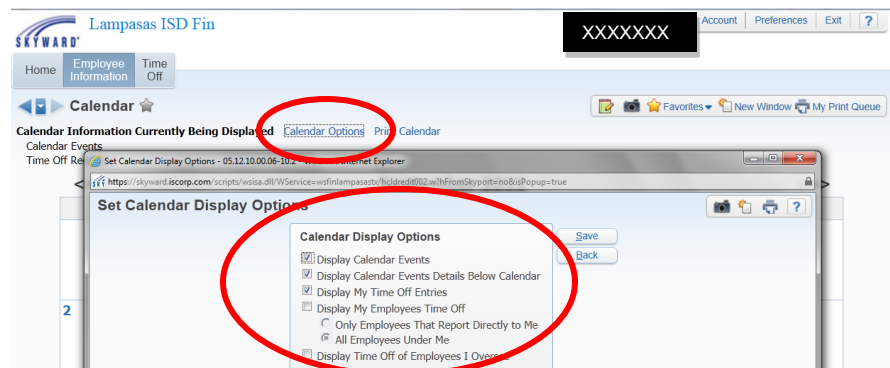 SKYWARD®
Lampasas ISD Fin
XXXXXXX
Account Preferences Exit ?
Home Employee Information Time Off
Calendar
Favorites New Window My Print Queue
Calendar Information Currently Being Displayed Calendar Options Print Calendar
Calendar Events
Time Off Re
Set Calendar Display Options - 05.12.10.00.06-10.2 - Windows Internet Explorer
<
https://skyward.iscorp.com/scripts/wsisa.dll/WService=wsfinlampasastx/hcldredit002.w?hFromSkyport=no&isPopup=true
>
Set Calendar Display Options
?
Calendar Display Options
Save
Display Calendar Events
Back
Display Calendar Events Details Below Calendar
Display My Time Off Entries
Display My Employees Time Off
2
Only Employees That Report Directly to Me
All Employees Under Me
Display Time Off of Employees I Oversee